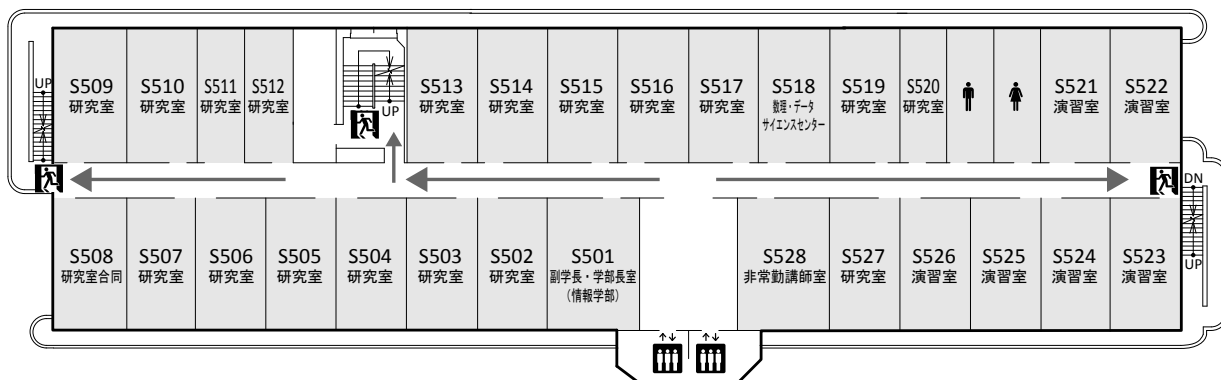 UP
S509
研究室
S510
研究室
S511
研究室
S512
研究室
UP
S513
研究室
S514
研究室
S515
研究室
S516
研究室
S517
研究室
S518
数理・データ
サイエンスセンター
S519
研究室
S520
研究室
S521
演習室
S522
演習室
DN
UP
S508
研究室合同
S507
研究室
S506
研究室
S505
研究室
S504
研究室
S503
研究室
S502
研究室
S501
副学長・学部長室
(情報学部)
S528
非常勤講師室
S527
研究室
S526
演習室
S525
演習室
S524
演習室
S523
演習室